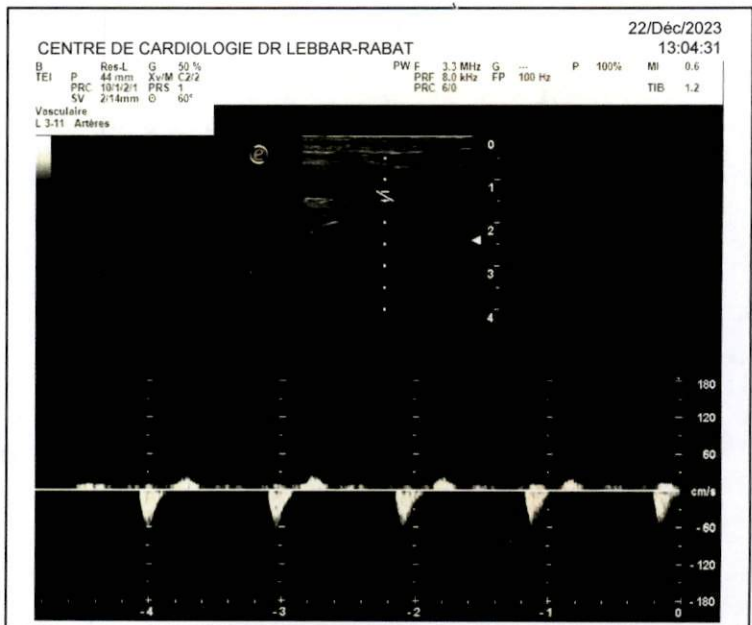 22/Déc/2023
CENTRE DE CARDIOLOGIE DR LEBBAR-RABAT 13:04:31
B Res-L G 50 % PW F 3.3 MHz G --- P 100% MI 0.6
TEI P 44 mm Xv/M C2/2 PRF 8.0 kHz FP 100 Hz
PRC 10/1/2/1 PRS 1 PRC 6/0 TIB 1.2
SV 2/14mm Θ 60°
Vasculaire
L 3-11 Artères
0
1
2
3
4
180
120
60
cm/s
-60
-120
-180
-4 -3 -2 -1 0